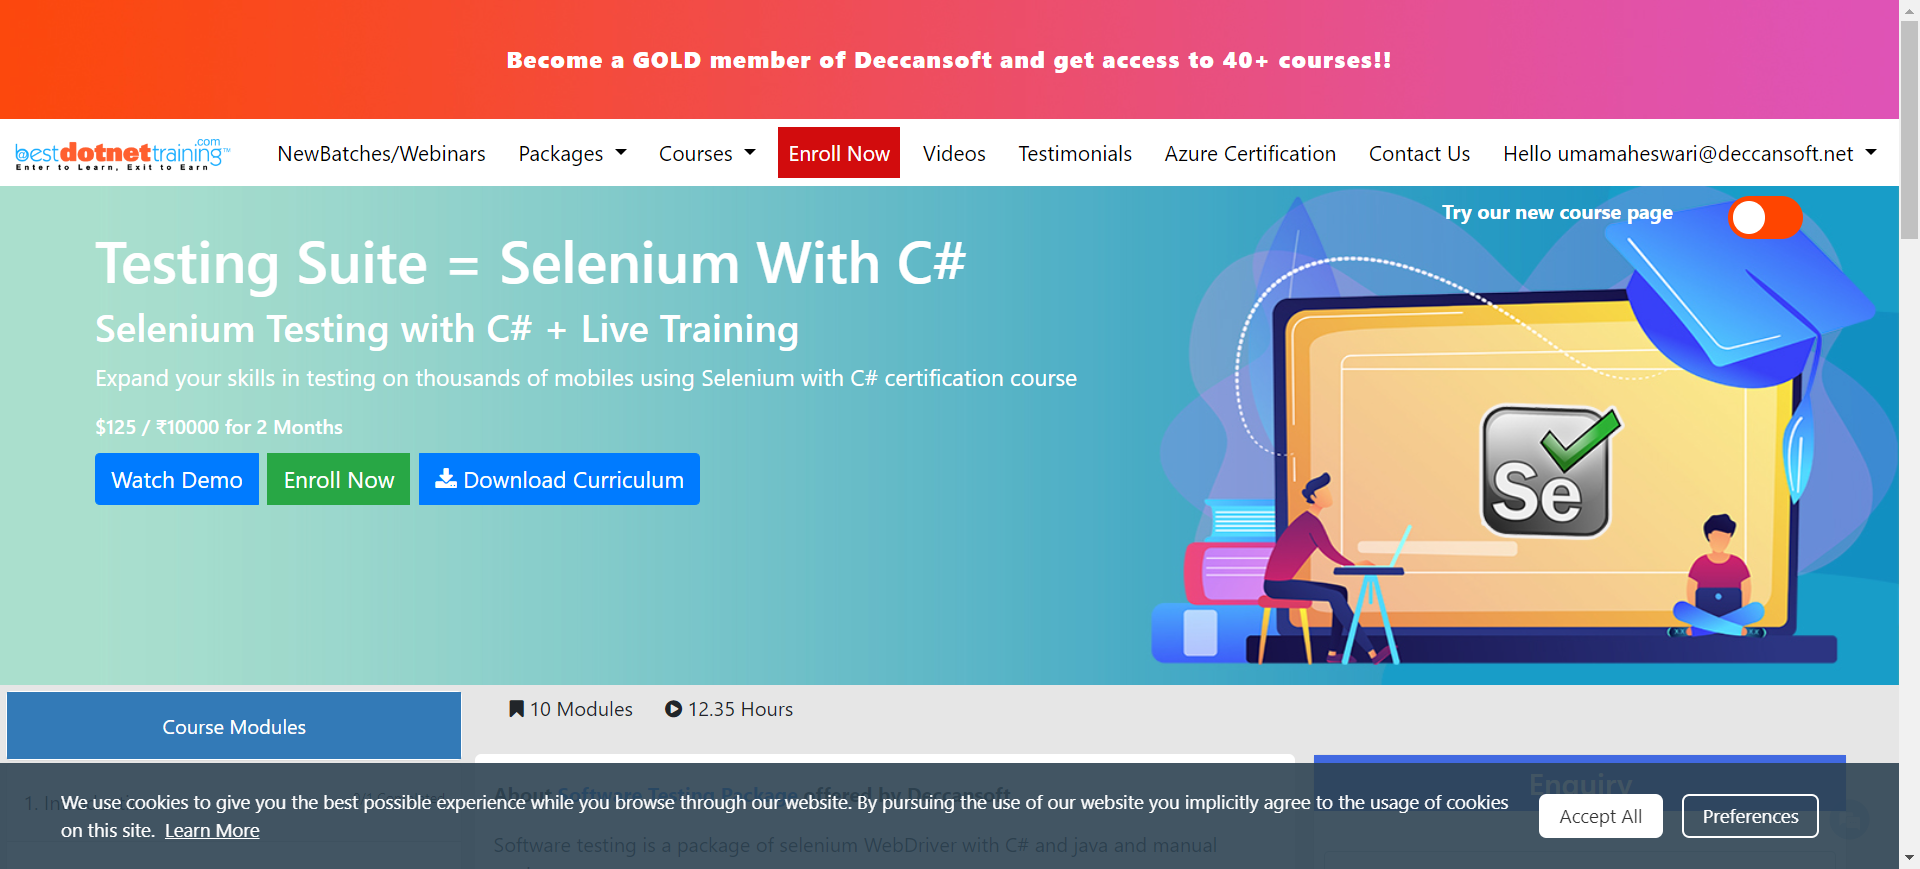 Become a GOLD member of Deccansoft and get access to 40+ courses!!
bestdotnettraining.com™
Enter to Learn, Exit to Earn
NewBatches/Webinars Packages Courses Enroll Now Videos Testimonials Azure Certification Contact Us Hello umamaheswari@deccansoft.net
Try our new course page
Testing Suite = Selenium With C#
Selenium Testing with C# + Live Training
Expand your skills in testing on thousands of mobiles using Selenium with C# certification course
$125 / ₹10000 for 2 Months
Watch Demo Enroll Now Download Curriculum
Se
Course Modules
10 Modules 12.35 Hours
Enquiry
About Software Testing Package offered by Deccansoft
We use cookies to give you the best possible experience while you browse through our website. By pursuing the use of our website you implicitly agree to the usage of cookies
on this site. Learn More
Accept All Preferences
Software testing is a package of selenium WebDriver with C# and java and manual